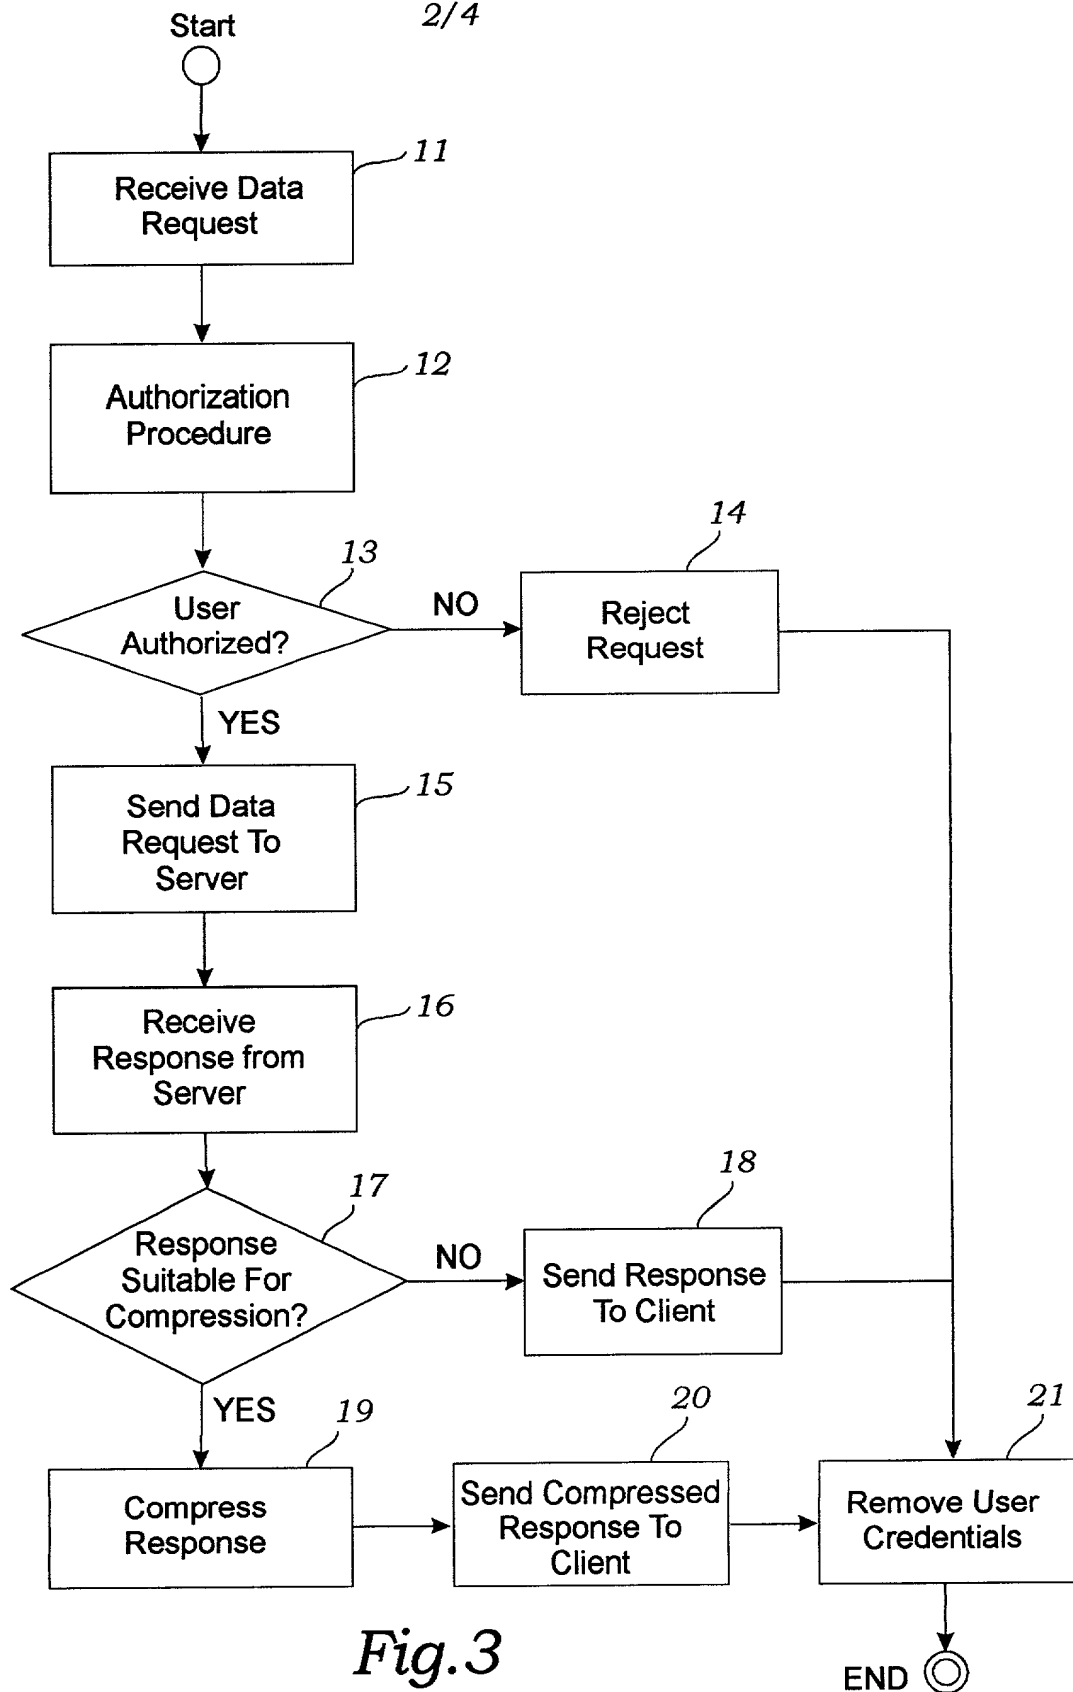 2/4
Start
11
Receive Data
Request
12
Authorization
Procedure
13
User
Authorized?
NO
14
Reject
Request
YES
15
Send Data
Request To
Server
16
Receive
Response from
Server
17
Response
Suitable For
Compression?
NO
18
Send Response
To Client
YES
19
Compress
Response
20
Send Compressed
Response To
Client
21
Remove User
Credentials
END
Fig.3